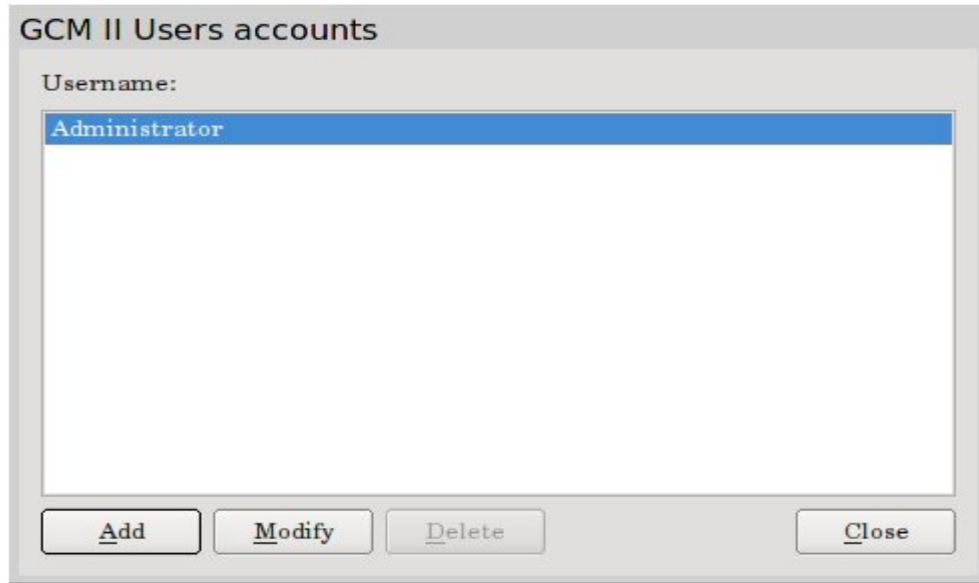 GCM II Users accounts
Username:
Administrator
Add Modify Delete Close